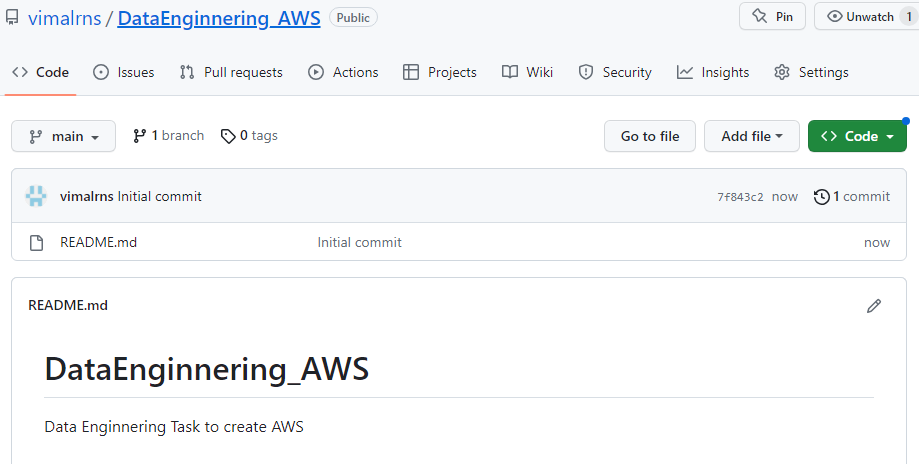 vimalrns / DataEnginnering_AWS Public Pin Unwatch 1
Code Issues Pull requests Actions Projects Wiki Security Insights Settings
main 1 branch 0 tags Go to file Add file Code
vimalrns Initial commit 7f843c2 now 1 commit
README.md Initial commit now
README.md
DataEnginnering_AWS
Data Enginnering Task to create AWS